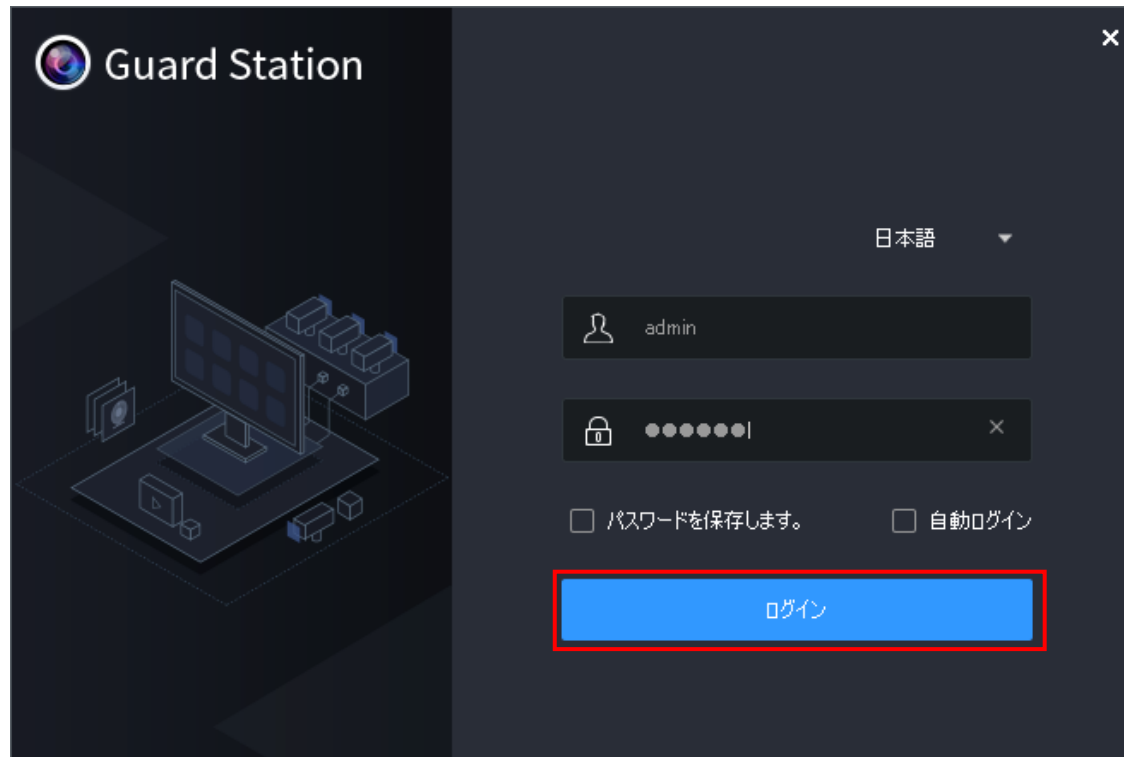 Guard Station
日本語
admin
●●●●●●
パスワードを保存します。
自動ログイン
ログイン